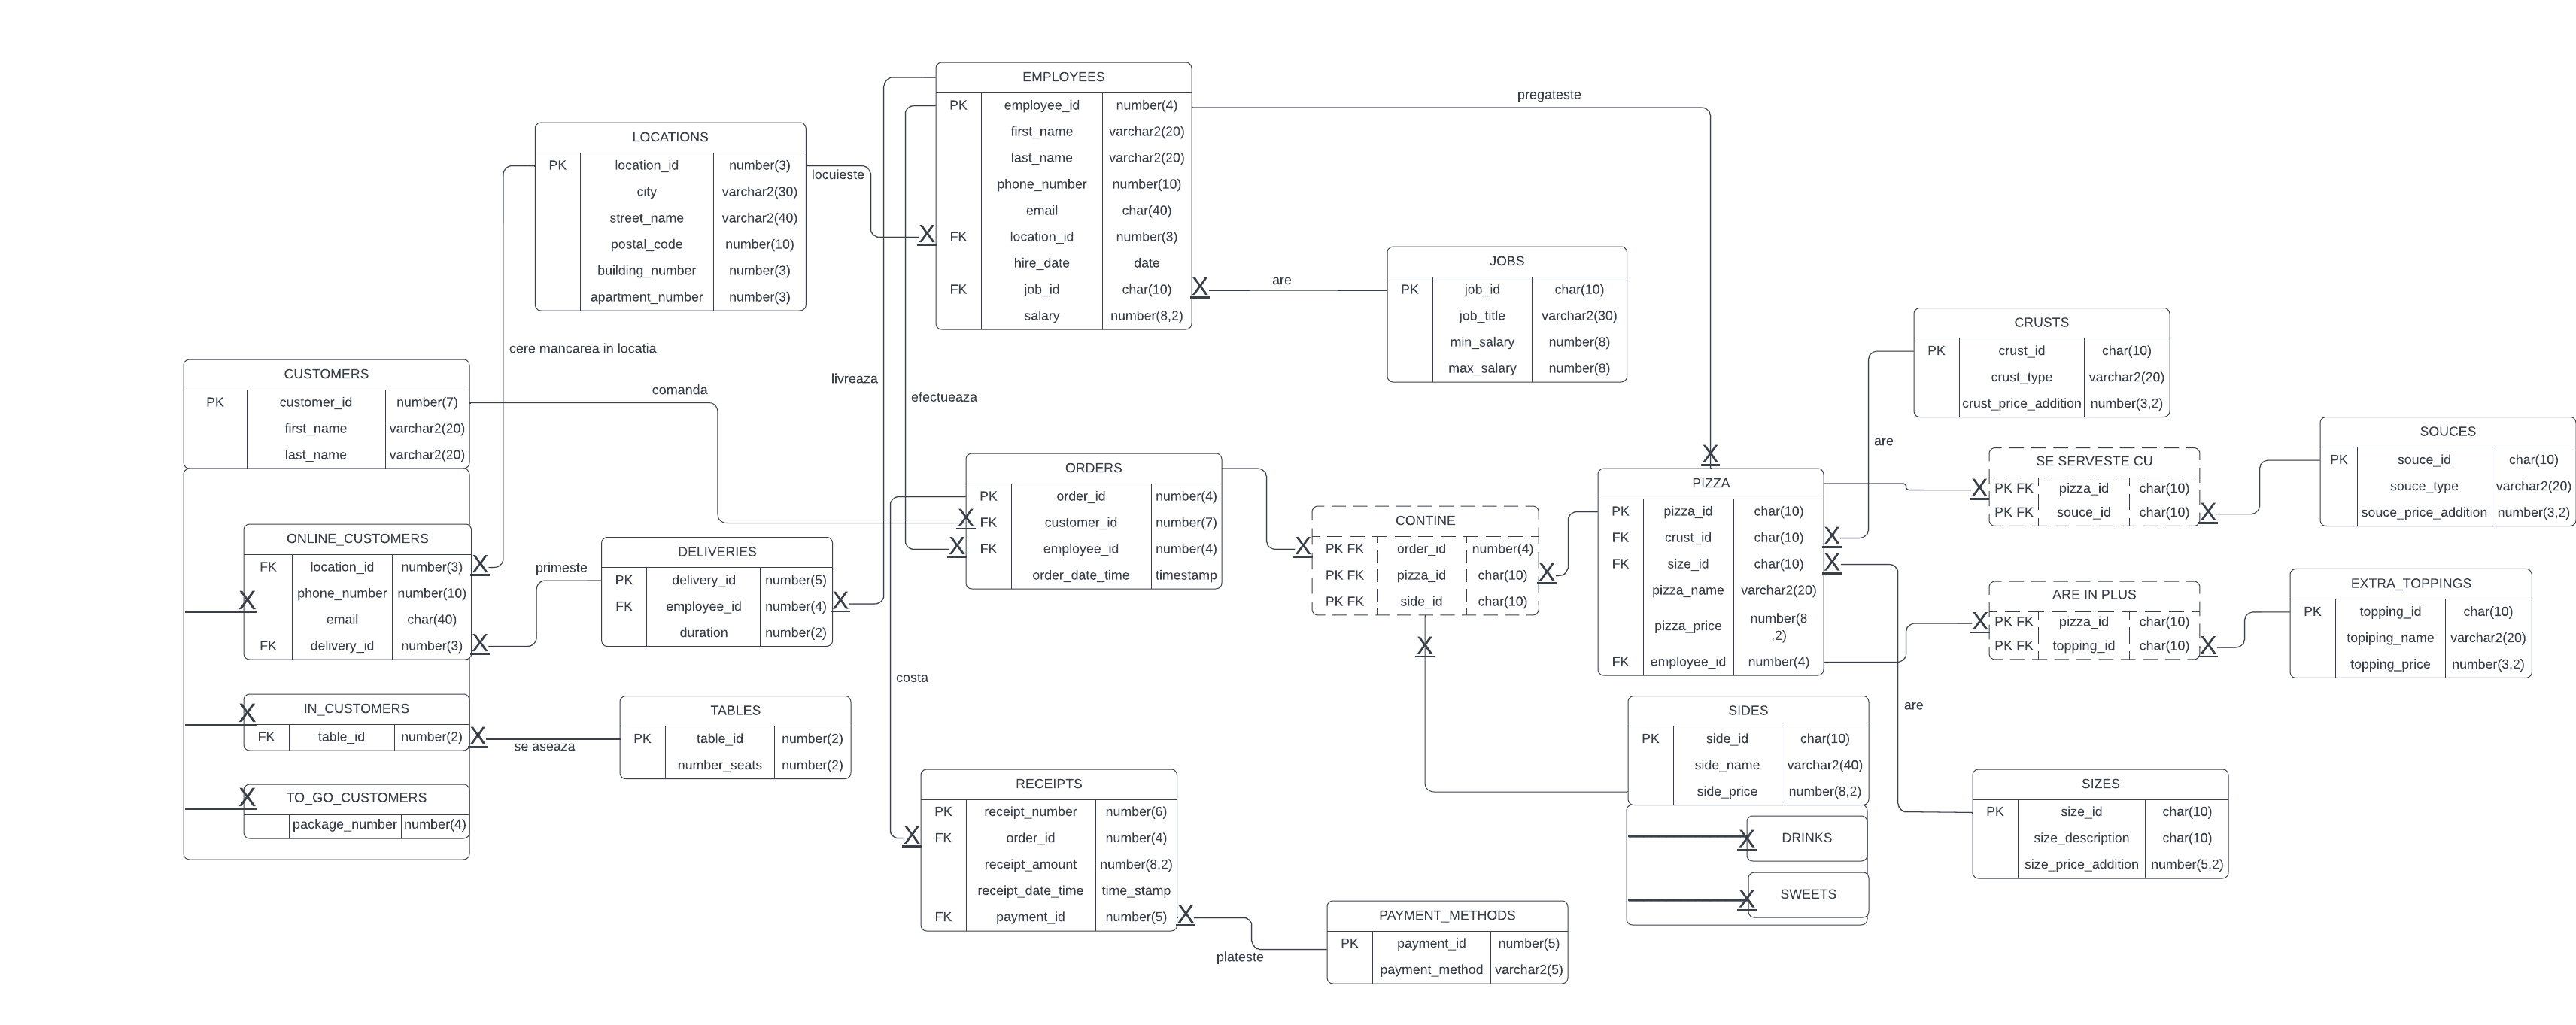 EMPLOYEES
PK employee_id number(4)
first_name varchar2(20)
last_name varchar2(20)
phone_number number(10)
email char(40)
FK location_id number(3)
hire_date date
FK job_id char(10)
salary number(8,2)
pregateste
LOCATIONS
PK location_id number(3)
city varchar2(30)
street_name varchar2(40)
postal_code number(10)
building_number number(3)
apartment_number number(3)
locuieste
are
JOBS
PK job_id char(10)
job_title varchar2(30)
min_salary number(8)
max_salary number(8)
cere mancarea in locatia
comanda
livreaza
efectueaza
CUSTOMERS
PK customer_id number(7)
first_name varchar2(20)
last_name varchar2(20)
ONLINE_CUSTOMERS
FK location_id number(3)
phone_number number(10)
email char(40)
FK delivery_id number(3)
IN_CUSTOMERS
FK table_id number(2)
TO_GO_CUSTOMERS
package_number number(4)
primeste
DELIVERIES
PK delivery_id number(5)
FK employee_id number(4)
duration number(2)
se aseaza
TABLES
PK table_id number(2)
number_seats number(2)
ORDERS
PK order_id number(4)
FK customer_id number(7)
FK employee_id number(4)
order_date_time timestamp
costa
RECEIPTS
PK receipt_number number(6)
FK order_id number(4)
receipt_amount number(8,2)
receipt_date_time time_stamp
FK payment_id number(5)
plateste
PAYMENT_METHODS
PK payment_id number(5)
payment_method varchar2(5)
CONTINE
PK FK order_id number(4)
PK FK pizza_id char(10)
PK FK side_id char(10)
PIZZA
PK pizza_id char(10)
FK crust_id char(10)
FK size_id char(10)
pizza_name varchar2(20)
pizza_price number(8
,2)
FK employee_id number(4)
SIDES
PK side_id char(10)
side_name varchar2(40)
side_price number(8,2)
DRINKS
SWEETS
are
CRUSTS
PK crust_id char(10)
crust_type varchar2(20)
crust_price_addition number(3,2)
SE SERVESTE CU
PK FK pizza_id char(10)
PK FK souce_id char(10)
SOUCES
PK souce_id char(10)
souce_type varchar2(20)
souce_price_addition number(3,2)
ARE IN PLUS
PK FK pizza_id char(10)
PK FK topping_id char(10)
EXTRA_TOPPINGS
PK topping_id char(10)
topiping_name varchar2(20)
topping_price number(3,2)
are
SIZES
PK size_id char(10)
size_description char(10)
size_price_addition number(5,2)